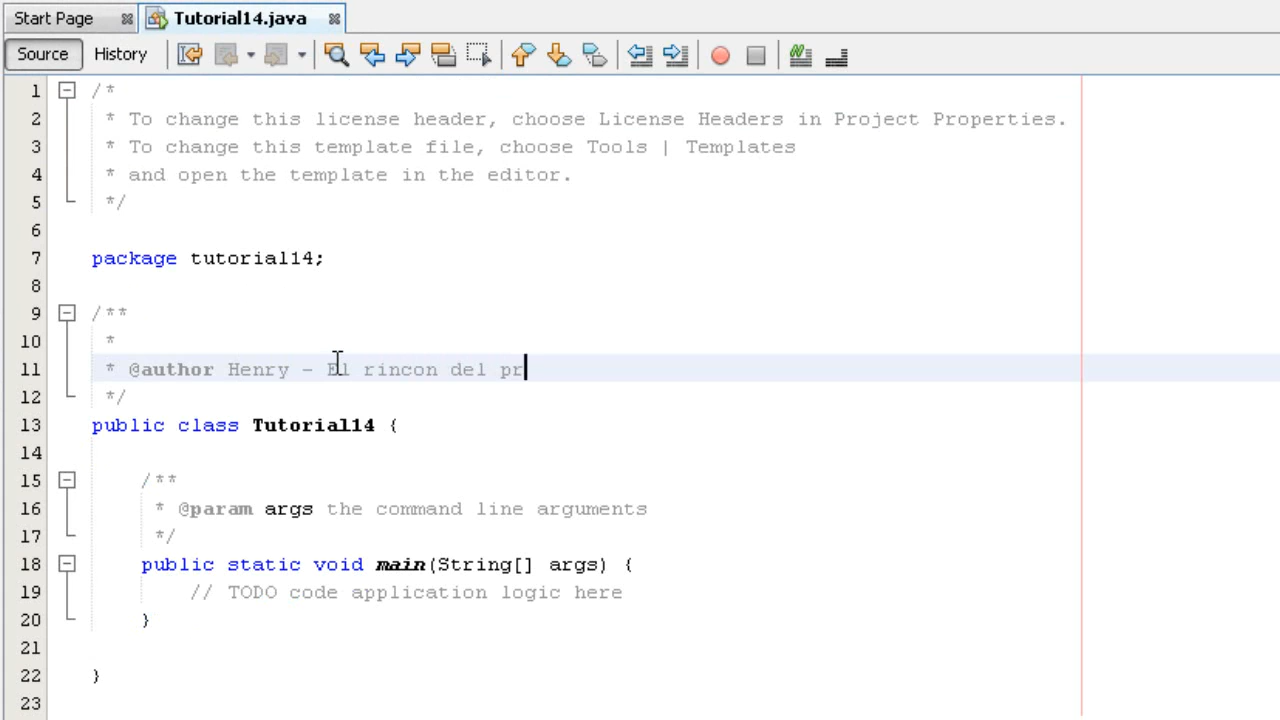 Start Page Tutorial14.java
Source History
1 /*
2 * To change this license header, choose License Headers in Project Properties.
3 * To change this template file, choose Tools | Templates
4 * and open the template in the editor.
5 */
6
7 package tutorial14;
8
9 /**
10 *
11 * @author Henry - El rincon del pr
12 */
13 public class Tutorial14 {
14
15 /**
16 * @param args the command line arguments
17 */
18 public static void main(String[] args) {
19 // TODO code application logic here
20 }
21
22 }
23